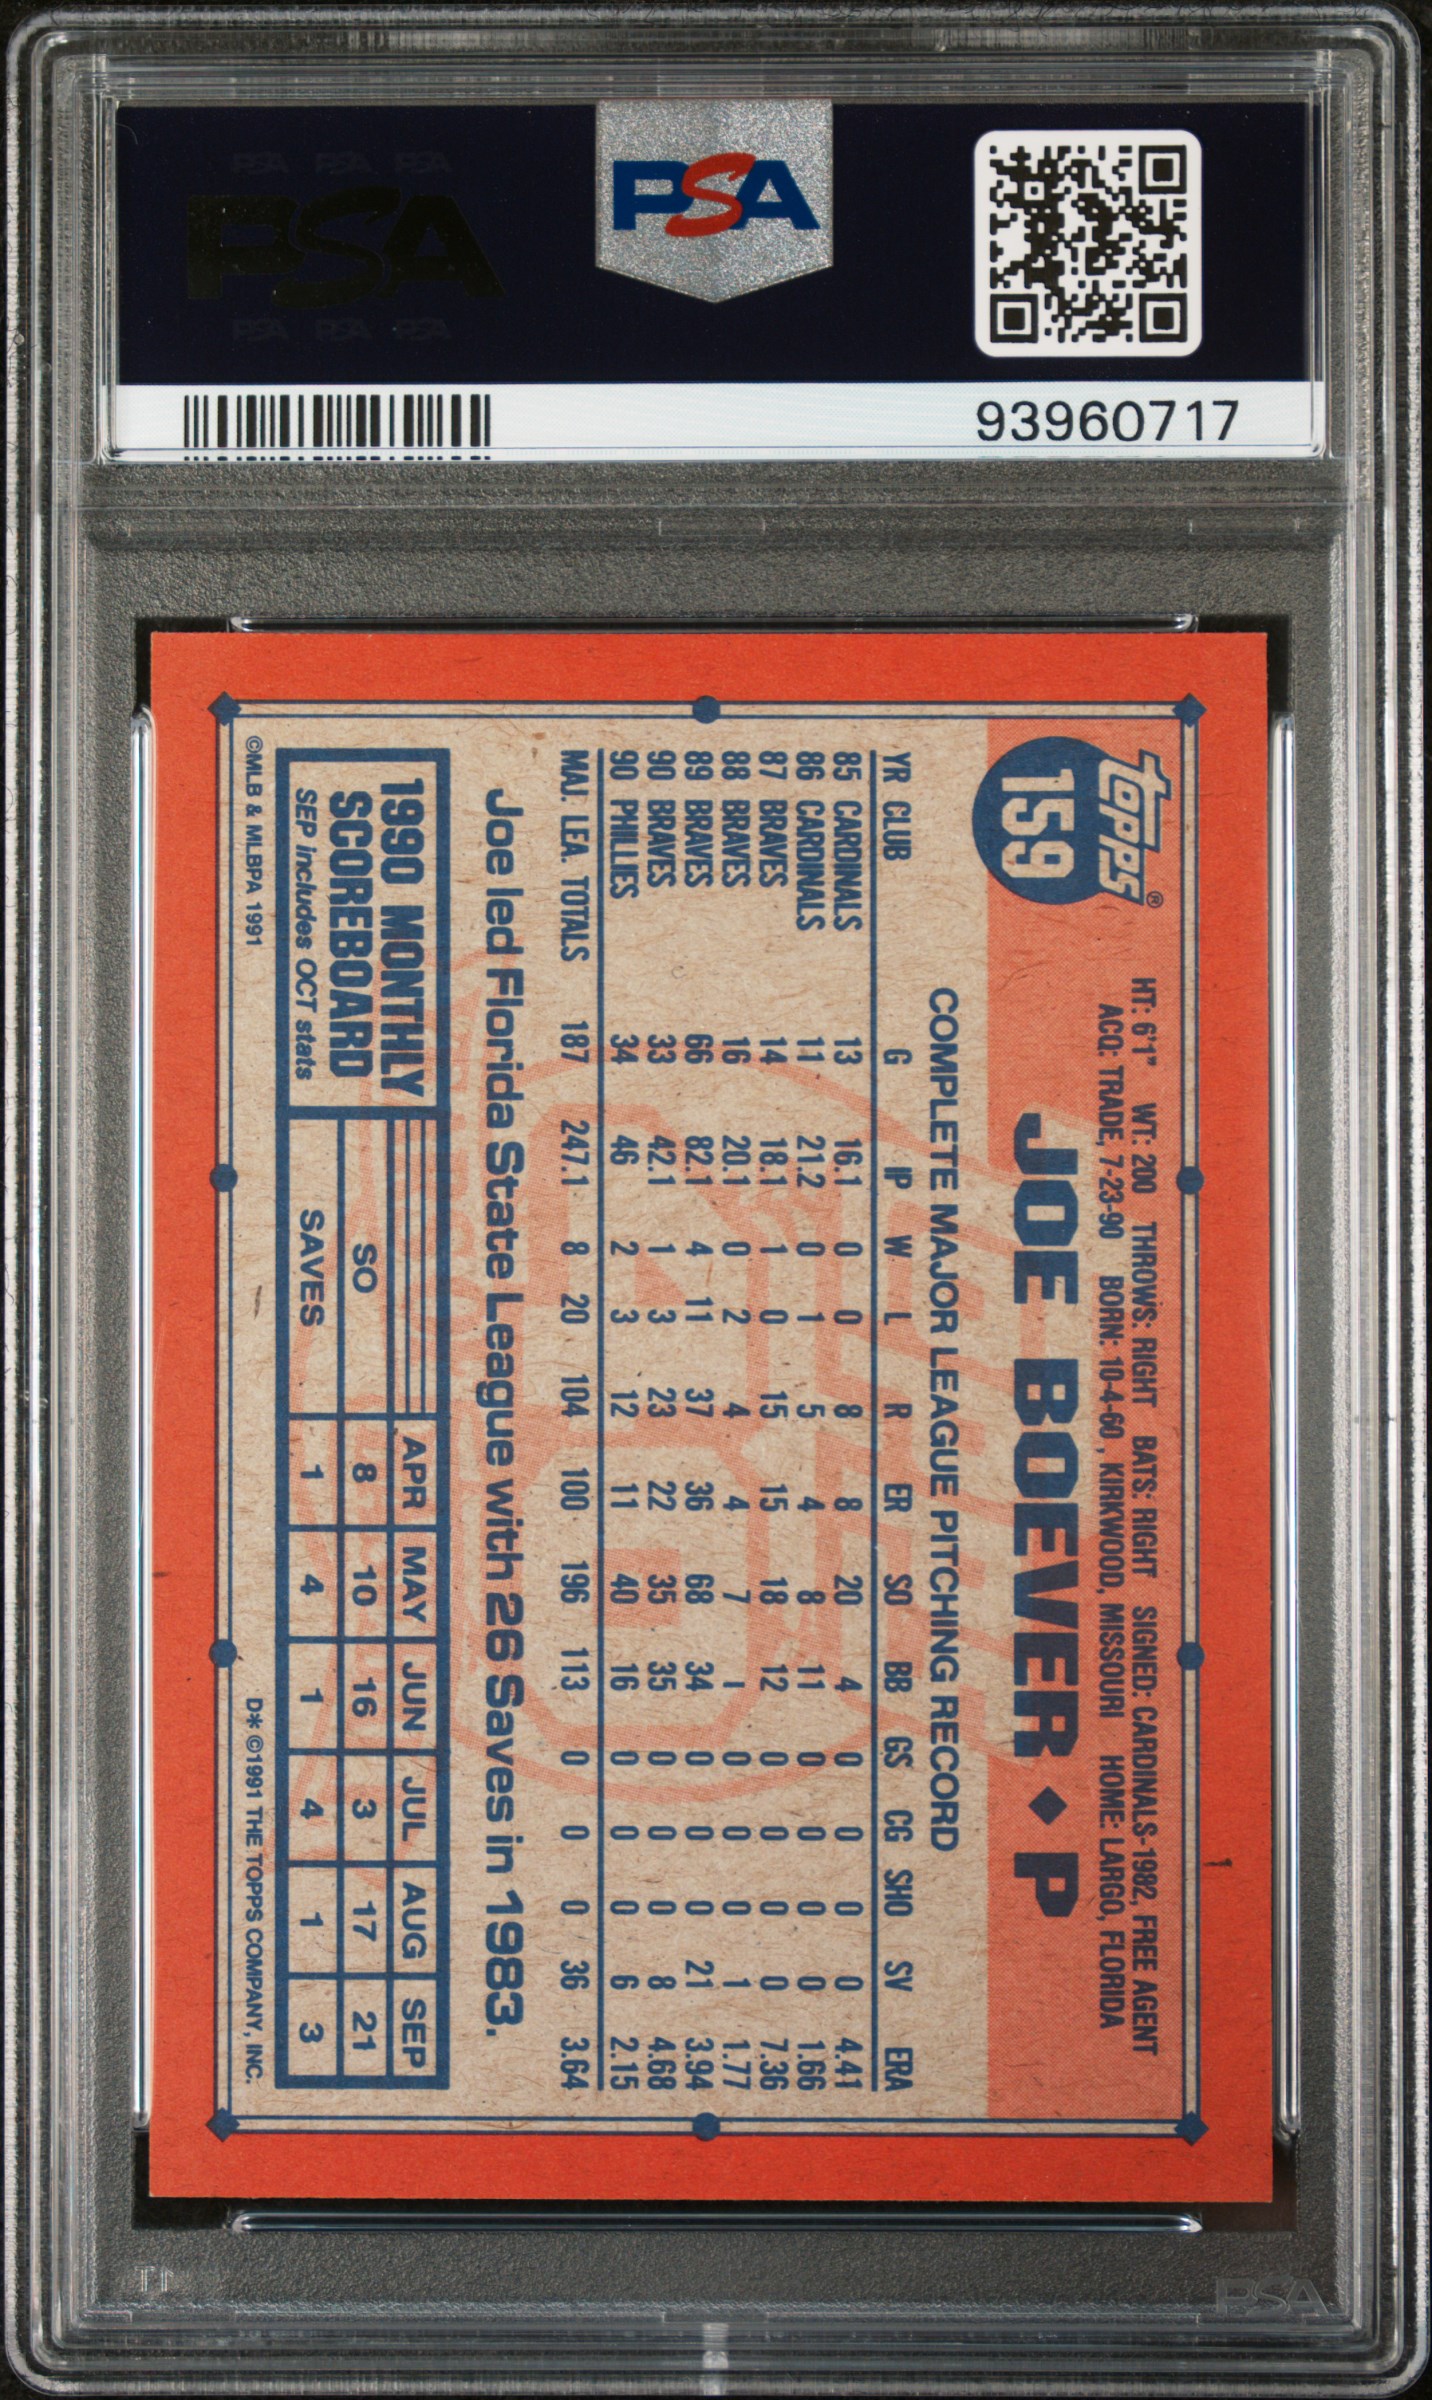 PSA
PSA PSA PSA
PSA
PSA PSA PSA
93960717
topps®
159
HT: 6'1" WT: 200 THROWS: RIGHT BATS: RIGHT SIGNED: CARDINALS-1982, FREE AGENT
ACQ: TRADE, 7-23-90 BORN: 10-4-60, KIRKWOOD, MISSOURI HOME: LARGO, FLORIDA
JOE BOEVER ♦ P
COMPLETE MAJOR LEAGUE PITCHING RECORD
YR CLUB G IP W L R ER SO BB GS CG SHO SV ERA
85 CARDINALS 13 16.1 0 0 8 8 20 4 0 0 0 0 4.41
86 CARDINALS 11 21.2 0 1 5 4 8 11 0 0 0 0 1.66
87 BRAVES 14 18.1 1 0 15 15 18 12 0 0 0 0 7.36
88 BRAVES 16 20.1 0 2 4 4 7 1 0 0 0 1 1.77
89 BRAVES 66 82.1 4 11 37 36 68 34 0 0 0 21 3.94
90 BRAVES 33 42.1 1 3 23 22 35 35 0 0 0 8 4.68
90 PHILLIES 34 46 2 3 12 11 40 16 0 0 0 6 2.15
MAJ. LEA. TOTALS 187 247.1 8 20 104 100 196 113 0 0 0 36 3.64
Joe led Florida State League with 26 Saves in 1983.
1990 MONTHLY
SCOREBOARD
SEP includes OCT stats
APR MAY JUN JUL AUG SEP
SO 8 10 16 3 17 21
SAVES 1 4 1 4 1 3
©MLB & MLBPA 1991
D* ©1991 THE TOPPS COMPANY, INC.
PSA